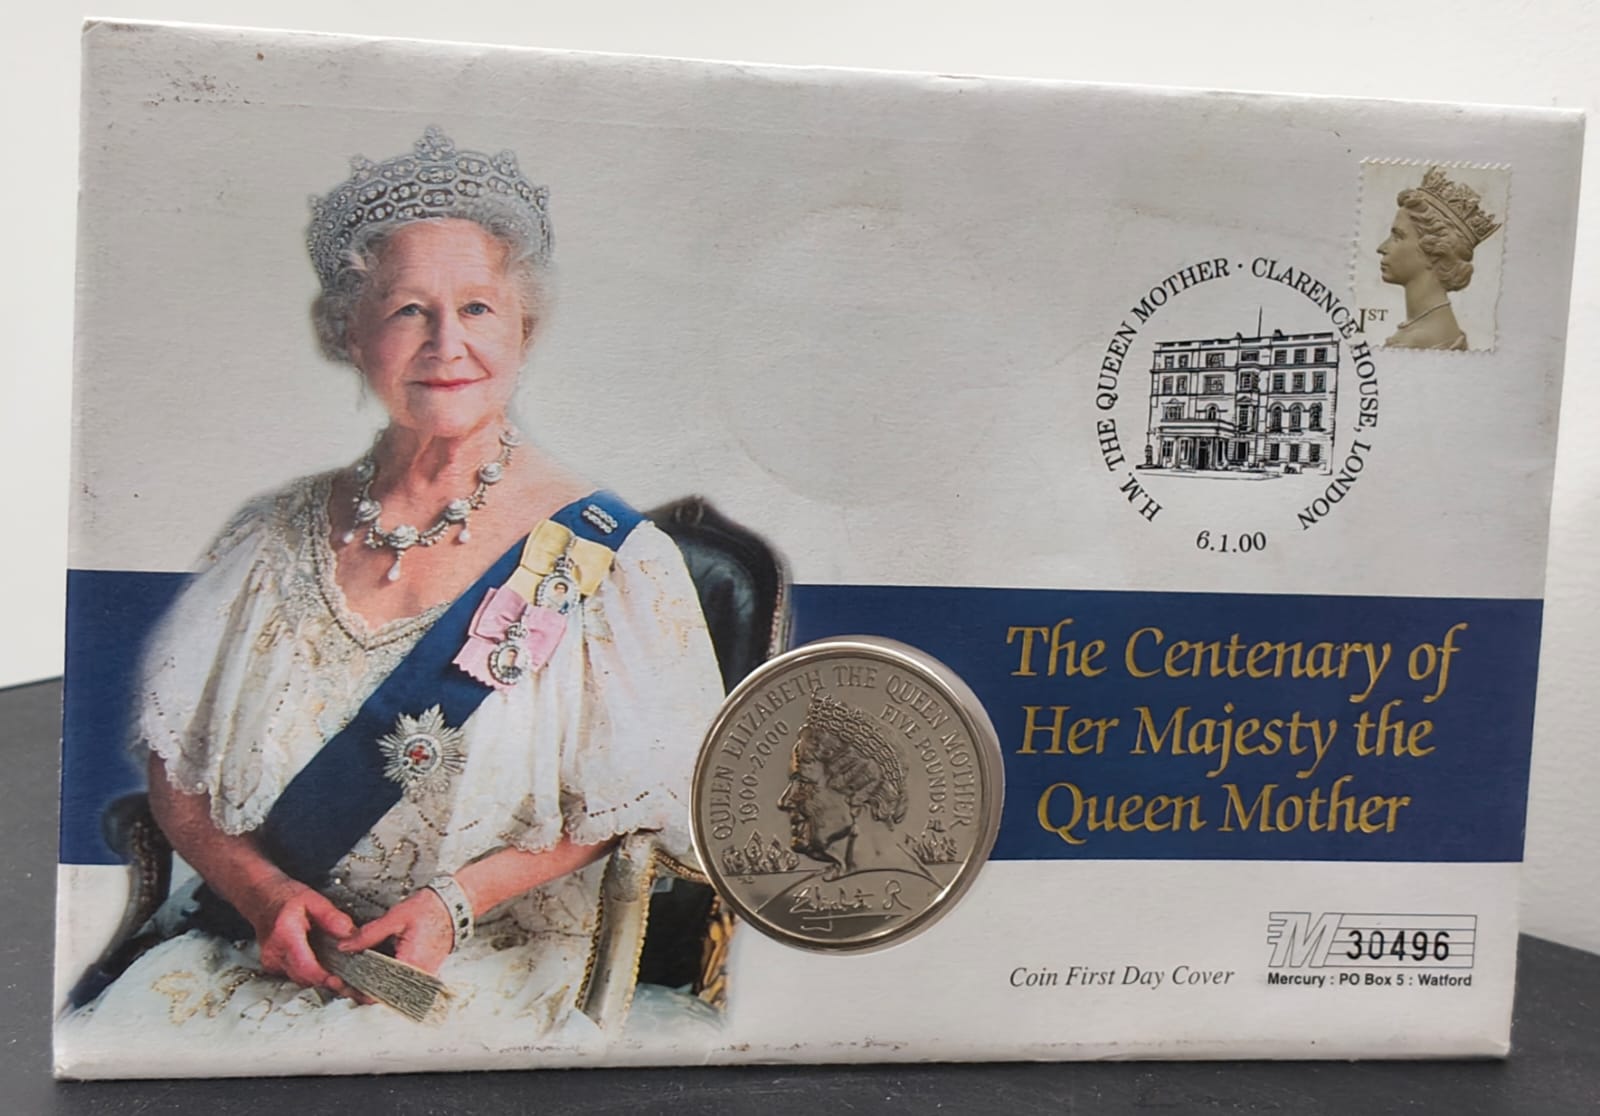 1ST
H.M. THE QUEEN MOTHER · CLARENCE HOUSE, LONDON
6.1.00
The Centenary of
Her Majesty the
Queen Mother
QUEEN ELIZABETH THE QUEEN MOTHER
1900-2000
FIVE POUNDS
Elizabeth R
M 30496
Coin First Day Cover
Mercury : PO Box 5 : Watford